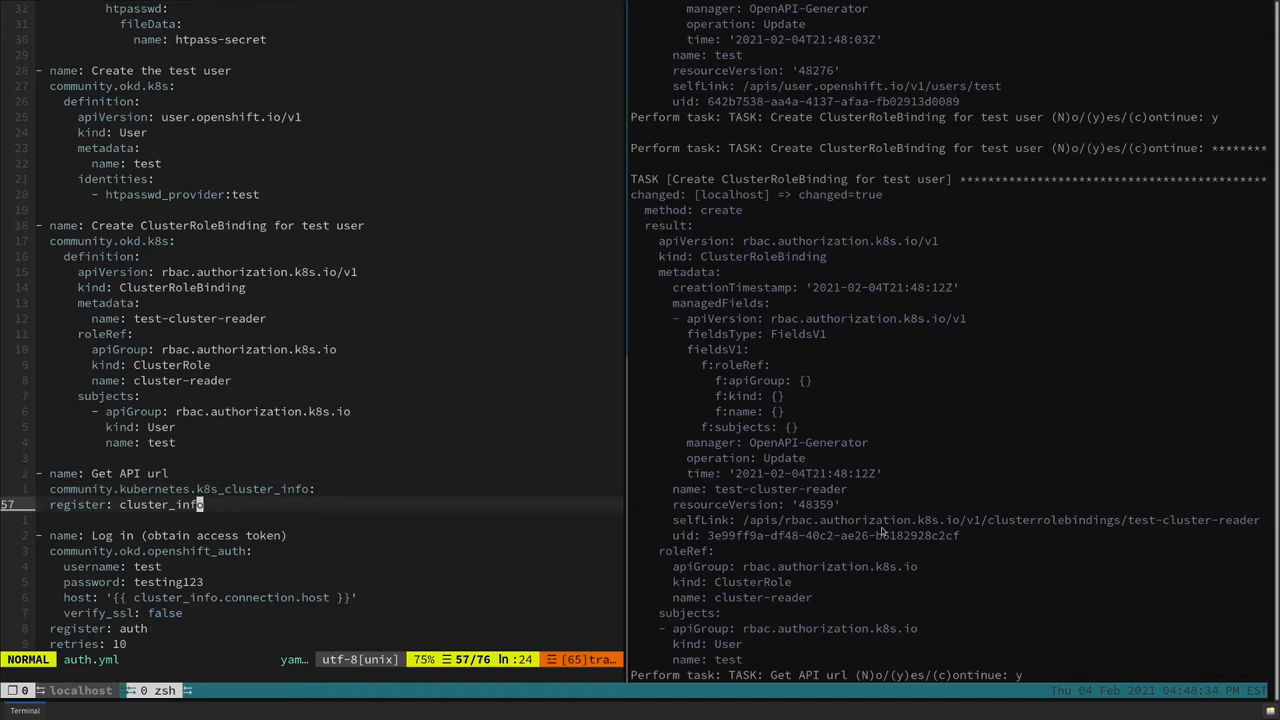 32         htpasswd:
31           fileData:
30             name: htpass-secret
29
28 - name: Create the test user
27   community.okd.k8s:
26     definition:
25       apiVersion: user.openshift.io/v1
24       kind: User
23       metadata:
22         name: test
21       identities:
20         - htpasswd_provider:test
19
18 - name: Create ClusterRoleBinding for test user
17   community.okd.k8s:
16     definition:
15       apiVersion: rbac.authorization.k8s.io/v1
14       kind: ClusterRoleBinding
13       metadata:
12         name: test-cluster-reader
11       roleRef:
10         apiGroup: rbac.authorization.k8s.io
9         kind: ClusterRole
8         name: cluster-reader
7       subjects:
6         - apiGroup: rbac.authorization.k8s.io
5           kind: User
4           name: test
3
2 - name: Get API url
1   community.kubernetes.k8s_cluster_info:
57   register: cluster_info
1
2 - name: Log in (obtain access token)
3   community.okd.openshift_auth:
4     username: test
5     password: testing123
6     host: '{{ cluster_info.connection.host }}'
7     verify_ssl: false
8   register: auth
9   retries: 10
NORMAL auth.yml yam… utf-8[unix] 75% ☰ 57/76 ln :24 ☲ [65]tra…
manager: OpenAPI-Generator
operation: Update
time: '2021-02-04T21:48:03Z'
name: test
resourceVersion: '48276'
selfLink: /apis/user.openshift.io/v1/users/test
uid: 642b7538-aa4a-4137-afaa-fb02913d0089
Perform task: TASK: Create ClusterRoleBinding for test user (N)o/(y)es/(c)ontinue: y
Perform task: TASK: Create ClusterRoleBinding for test user (N)o/(y)es/(c)ontinue: ********
TASK [Create ClusterRoleBinding for test user] ********************************************
changed: [localhost] => changed=true
method: create
result:
apiVersion: rbac.authorization.k8s.io/v1
kind: ClusterRoleBinding
metadata:
creationTimestamp: '2021-02-04T21:48:12Z'
managedFields:
- apiVersion: rbac.authorization.k8s.io/v1
fieldsType: FieldsV1
fieldsV1:
f:roleRef:
f:apiGroup: {}
f:kind: {}
f:name: {}
f:subjects: {}
manager: OpenAPI-Generator
operation: Update
time: '2021-02-04T21:48:12Z'
name: test-cluster-reader
resourceVersion: '48359'
selfLink: /apis/rbac.authorization.k8s.io/v1/clusterrolebindings/test-cluster-reader
uid: 3e99ff9a-df48-40c2-ae26-b6182928c2cf
roleRef:
apiGroup: rbac.authorization.k8s.io
kind: ClusterRole
name: cluster-reader
subjects:
- apiGroup: rbac.authorization.k8s.io
kind: User
name: test
Perform task: TASK: Get API url (N)o/(y)es/(c)ontinue: y
0 localhost 0 zsh Thu 04 Feb 2021 04:48:34 PM EST
Terminal